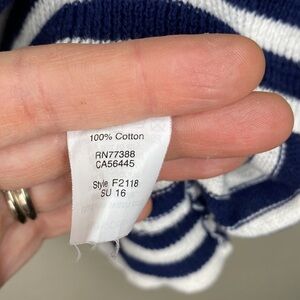 100% Cotton
RN77388
CA56445
Style F2118
SU 16